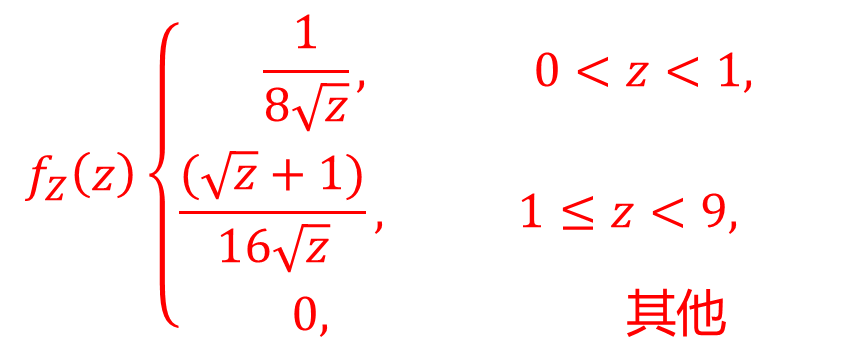 f_Z(z) {
1/(8√z), 0 < z < 1,
(√z + 1)/(16√z), 1 ≤ z < 9,
0, 其他